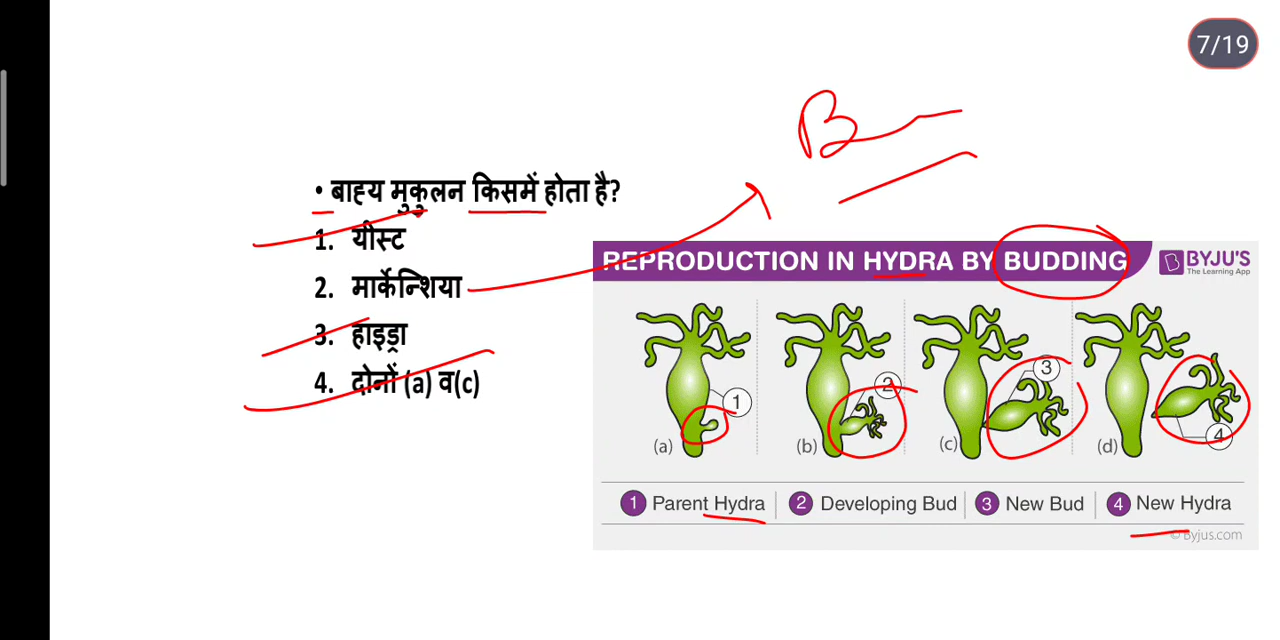 7/19
B
• बाह्य मुकुलन किसमें होता है?
1. यीस्ट
2. मार्केन्शिया
3. हाइड्रा
4. दोनों (a) व(c)
REPRODUCTION IN HYDRA BY BUDDING
BYJU'S
The Learning App
1
2
3
4
(a)
(b)
(c)
(d)
1 Parent Hydra
2 Developing Bud
3 New Bud
4 New Hydra
© Byjus.com